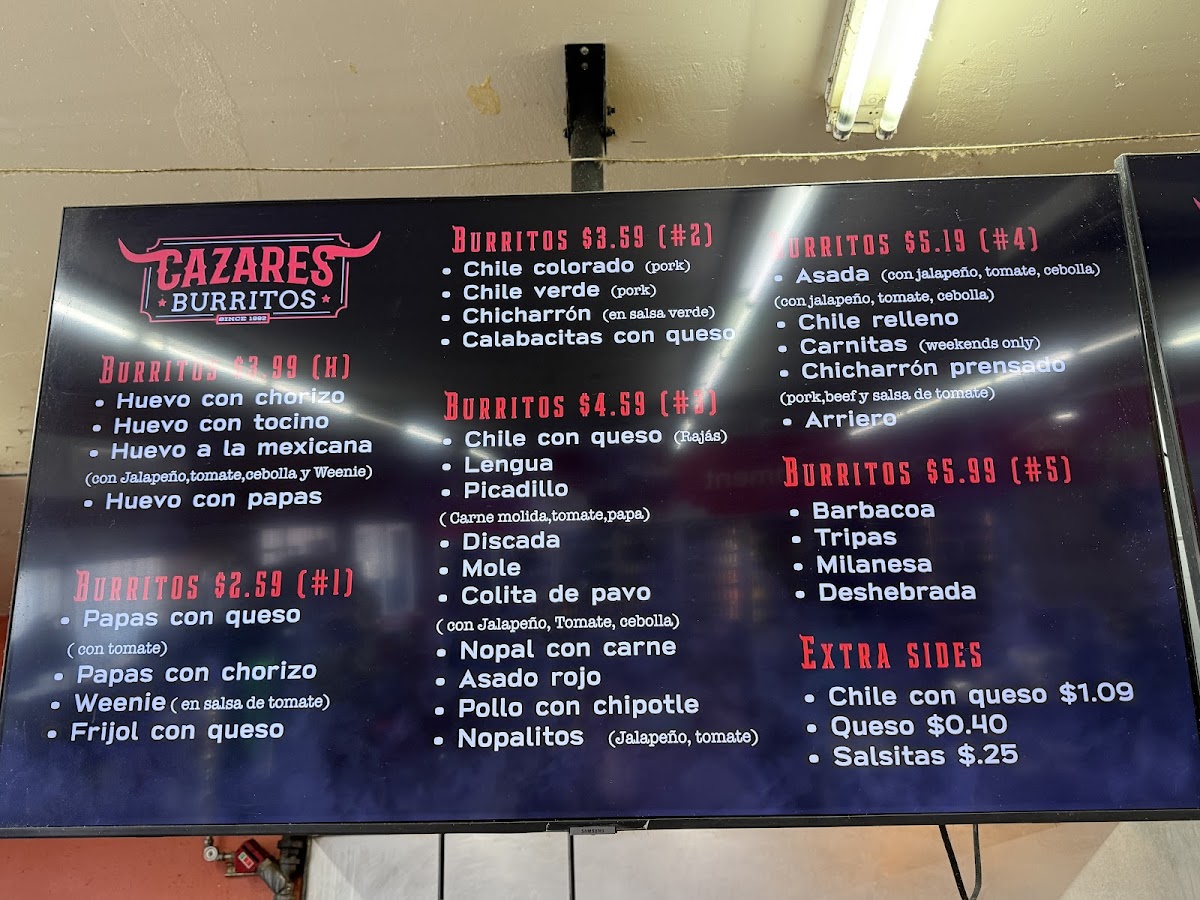 CAZARES
BURRITOS
SINCE 1992
BURRITOS $3.99 (H)
• Huevo con chorizo
• Huevo con tocino
• Huevo a la mexicana
(con Jalapeño,tomate,cebolla y Weenie)
• Huevo con papas
BURRITOS $2.59 (#1)
• Papas con queso
( con tomate)
• Papas con chorizo
• Weenie ( en salsa de tomate)
• Frijol con queso
BURRITOS $3.59 (#2)
• Chile colorado (pork)
• Chile verde (pork)
• Chicharrón (en salsa verde)
• Calabacitas con queso
BURRITOS $4.59 (#3)
• Chile con queso (Rajás)
• Lengua
• Picadillo
( Carne molida,tomate,papa)
• Discada
• Mole
• Colita de pavo
( con Jalapeño, Tomate, cebolla)
• Nopal con carne
• Asado rojo
• Pollo con chipotle
• Nopalitos (Jalapeño, tomate)
BURRITOS $5.19 (#4)
• Asada (con jalapeño, tomate, cebolla)
(con jalapeño, tomate, cebolla)
• Chile relleno
• Carnitas (weekends only)
• Chicharrón prensado
(pork,beef y salsa de tomate)
• Arriero
BURRITOS $5.99 (#5)
• Barbacoa
• Tripas
• Milanesa
• Deshebrada
EXTRA SIDES
• Chile con queso $1.09
• Queso $0.40
• Salsitas $.25
SAMSUNG